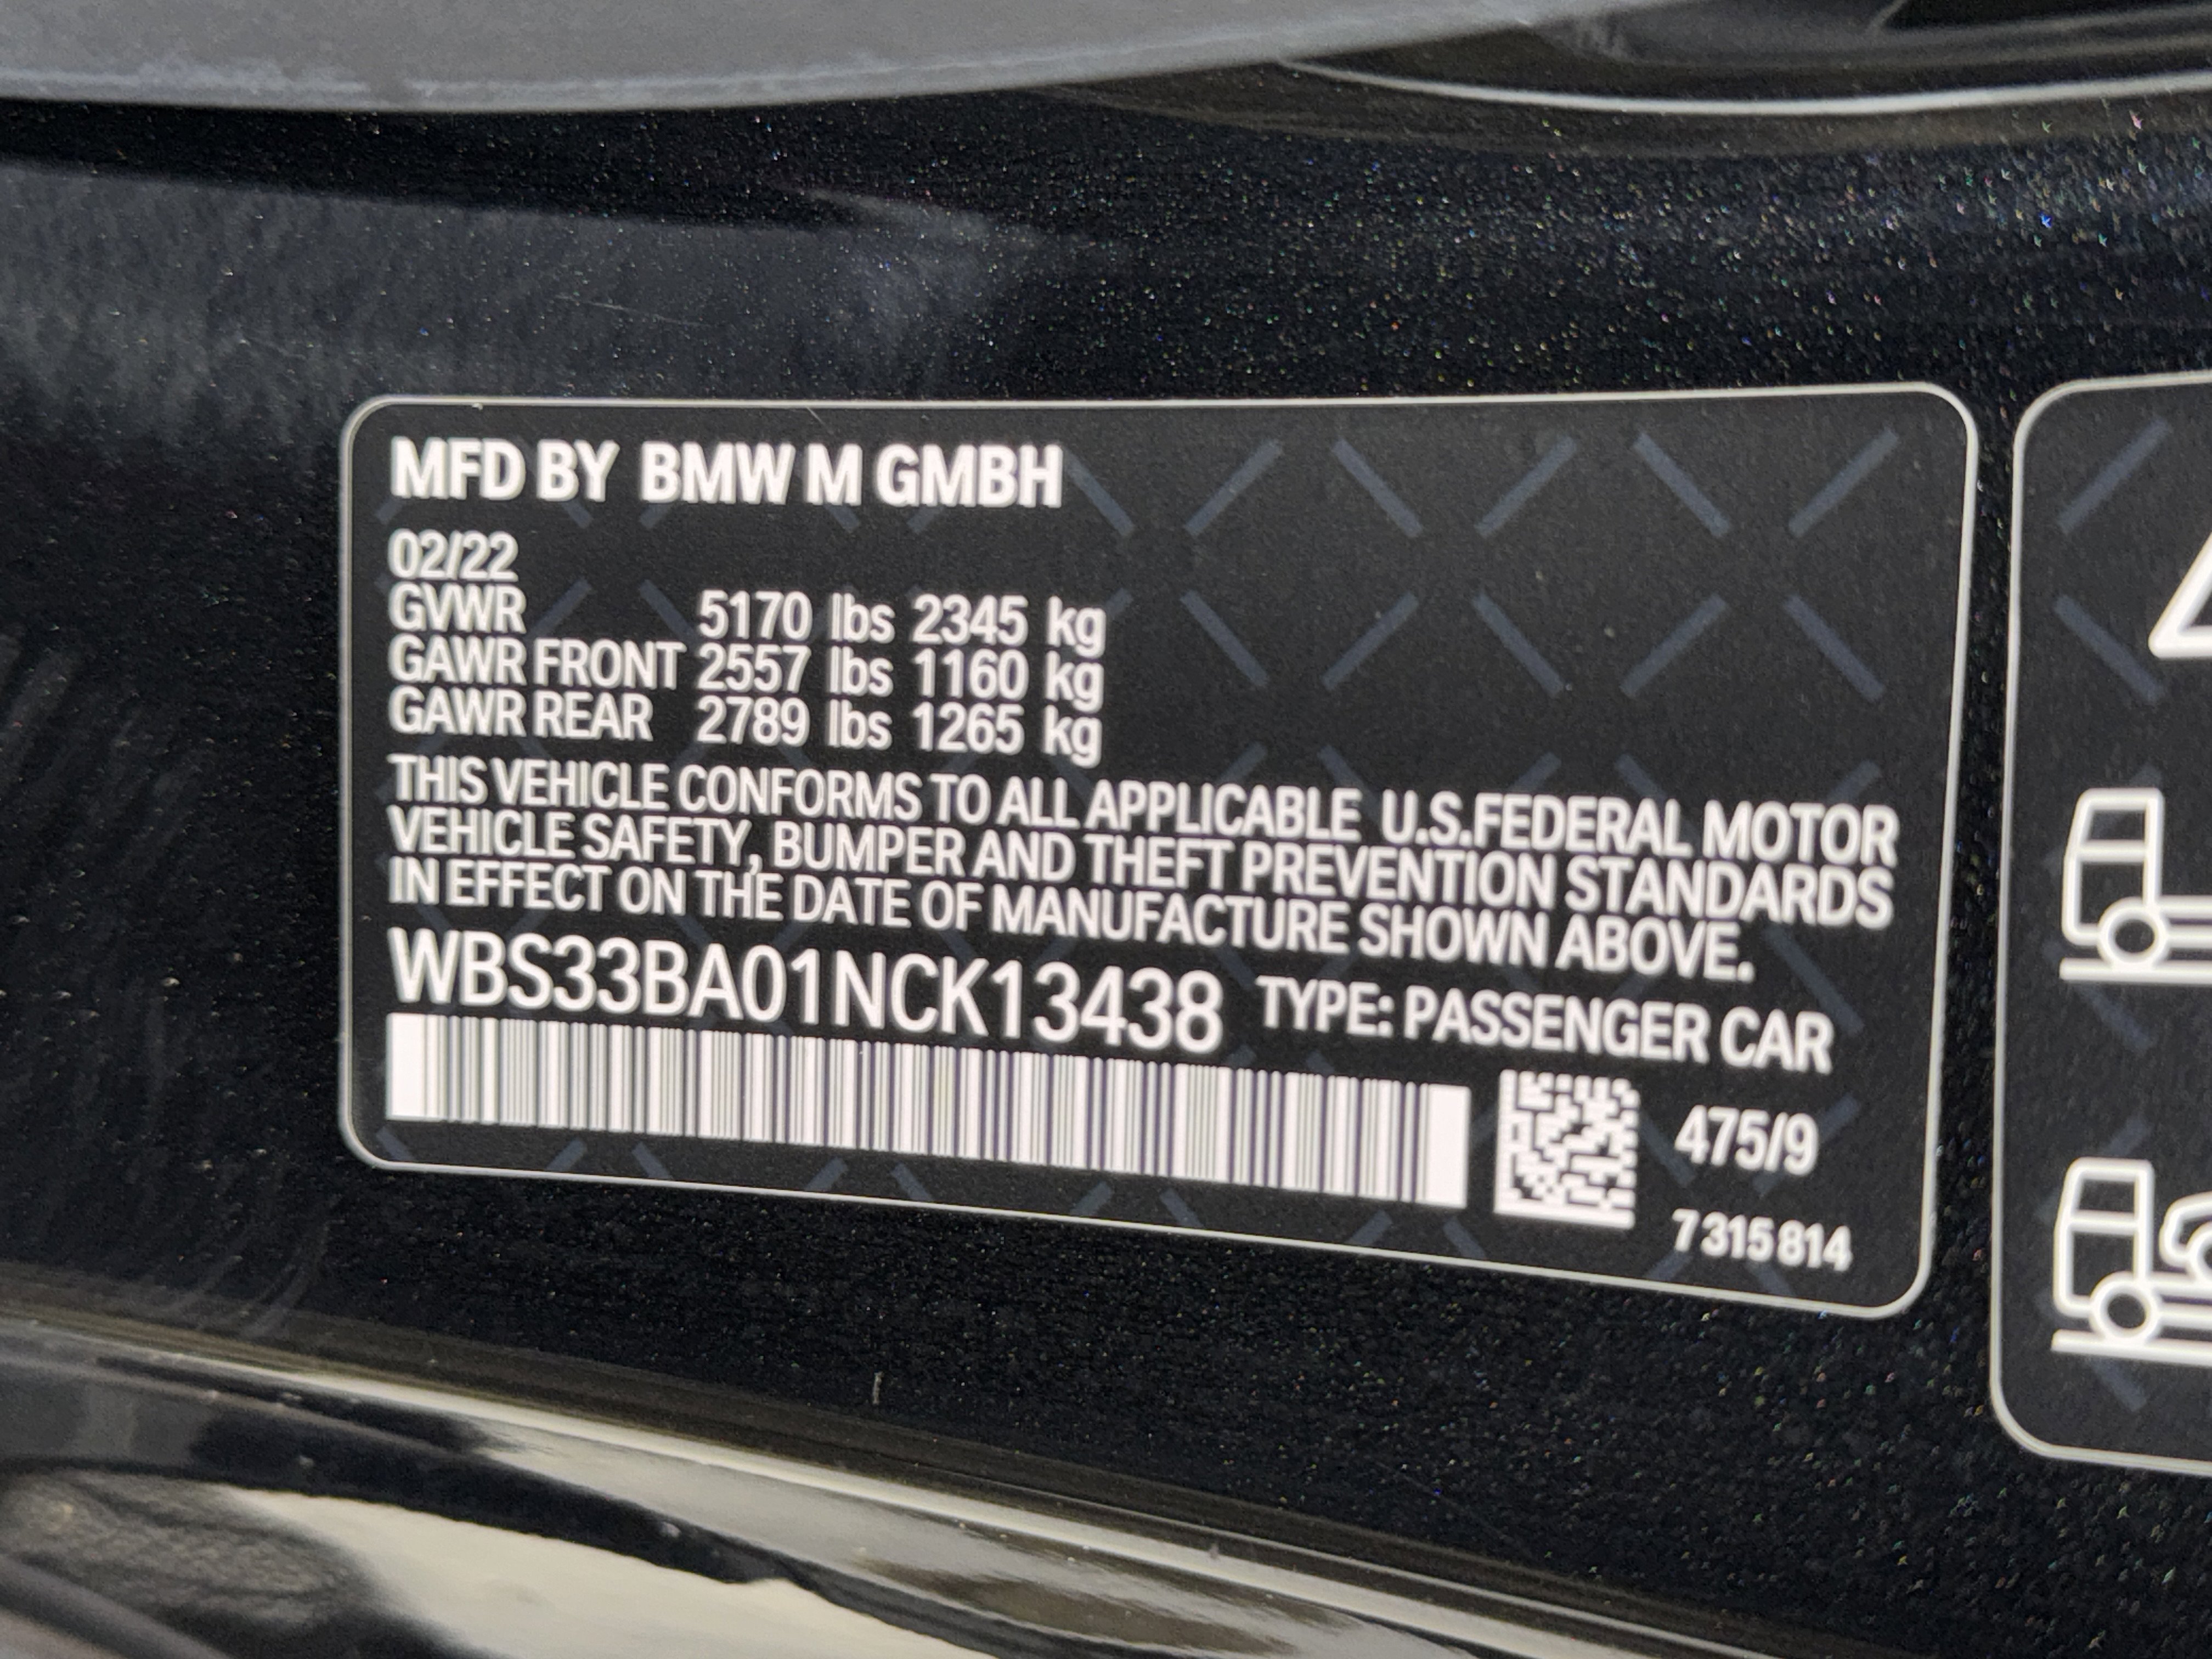 MFD BY BMW M GMBH
02/22
GVWR 5170 lbs 2345 kg
GAWR FRONT 2557 lbs 1160 kg
GAWR REAR 2789 lbs 1265 kg
THIS VEHICLE CONFORMS TO ALL APPLICABLE U.S.FEDERAL MOTOR
VEHICLE SAFETY, BUMPER AND THEFT PREVENTION STANDARDS
IN EFFECT ON THE DATE OF MANUFACTURE SHOWN ABOVE.
WBS33BA01NCK13438 TYPE: PASSENGER CAR
475/9
7 315 814